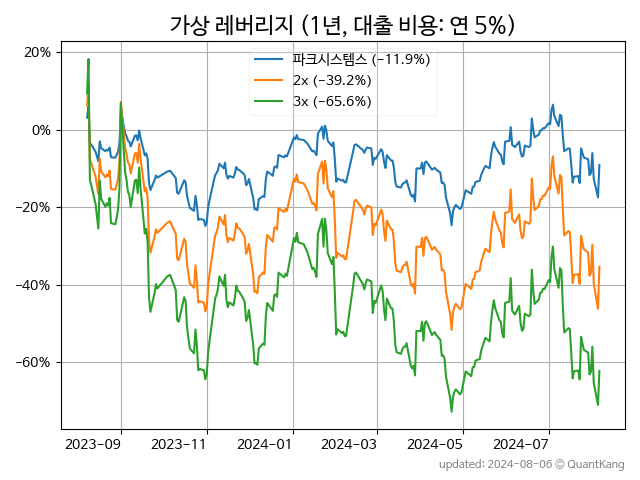 가상 레버리지 (1년, 대출 비용: 연 5%)
파크시스템스 (−11.9%)
2x (−39.2%)
3x (−65.6%)
20%
0%
−20%
−40%
−60%
2023-09 2023-11 2024-01 2024-03 2024-05 2024-07
updated: 2024-08-06 © QuantKang